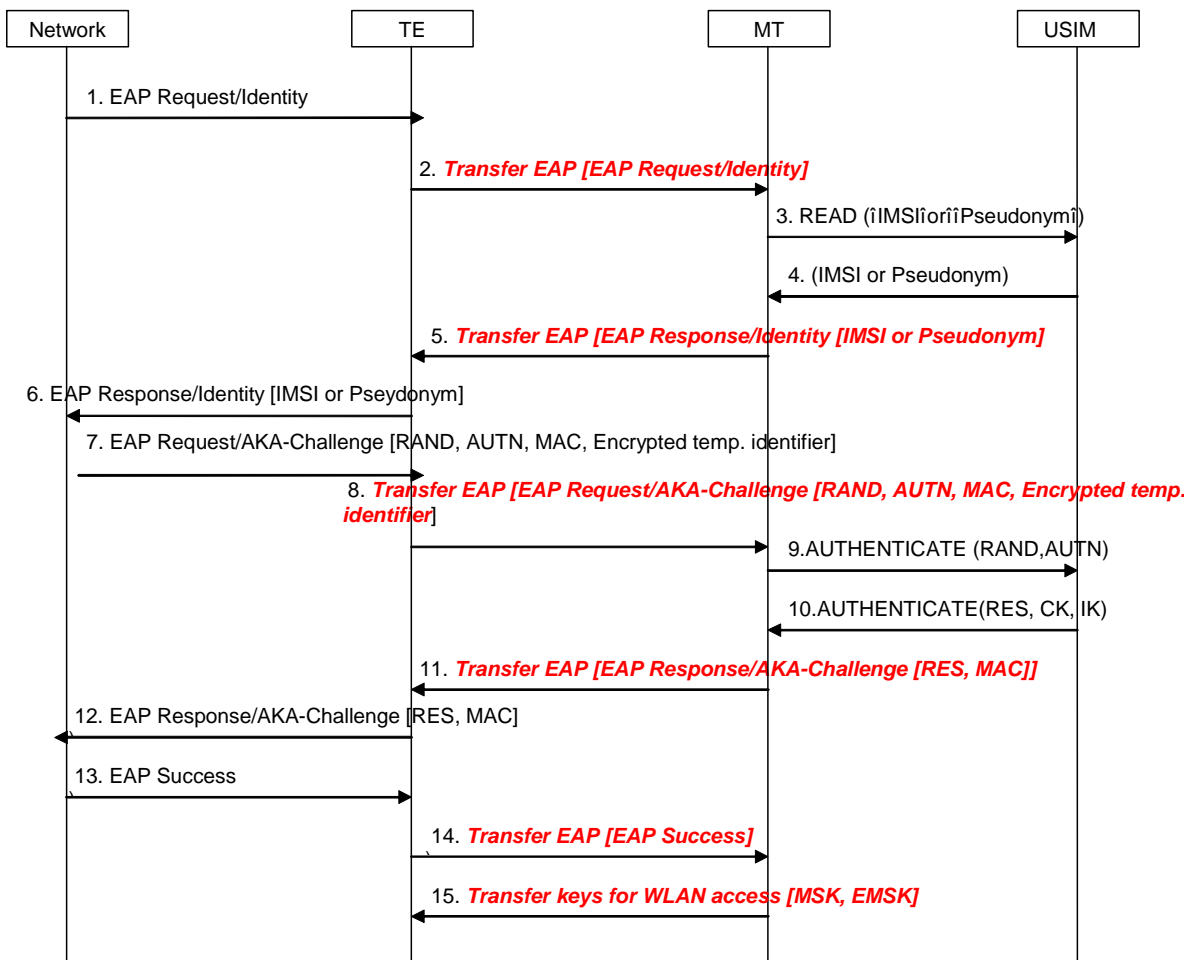 Network TE MT USIM
1. EAP Request/Identity
2. Transfer EAP [EAP Request/Identity]
3. READ (îIMSIîorîîPseudonymî)
4. (IMSI or Pseudonym)
5. Transfer EAP [EAP Response/Identity [IMSI or Pseudonym]
6. EAP Response/Identity [IMSI or Pseydonym]
7. EAP Request/AKA-Challenge [RAND, AUTN, MAC, Encrypted temp. identifier]
8. Transfer EAP [EAP Request/AKA-Challenge [RAND, AUTN, MAC, Encrypted temp.
identifier]
9.AUTHENTICATE (RAND,AUTN)
10.AUTHENTICATE(RES, CK, IK)
11. Transfer EAP [EAP Response/AKA-Challenge [RES, MAC]]
12. EAP Response/AKA-Challenge [RES, MAC]
13. EAP Success
14. Transfer EAP [EAP Success]
15. Transfer keys for WLAN access [MSK, EMSK]